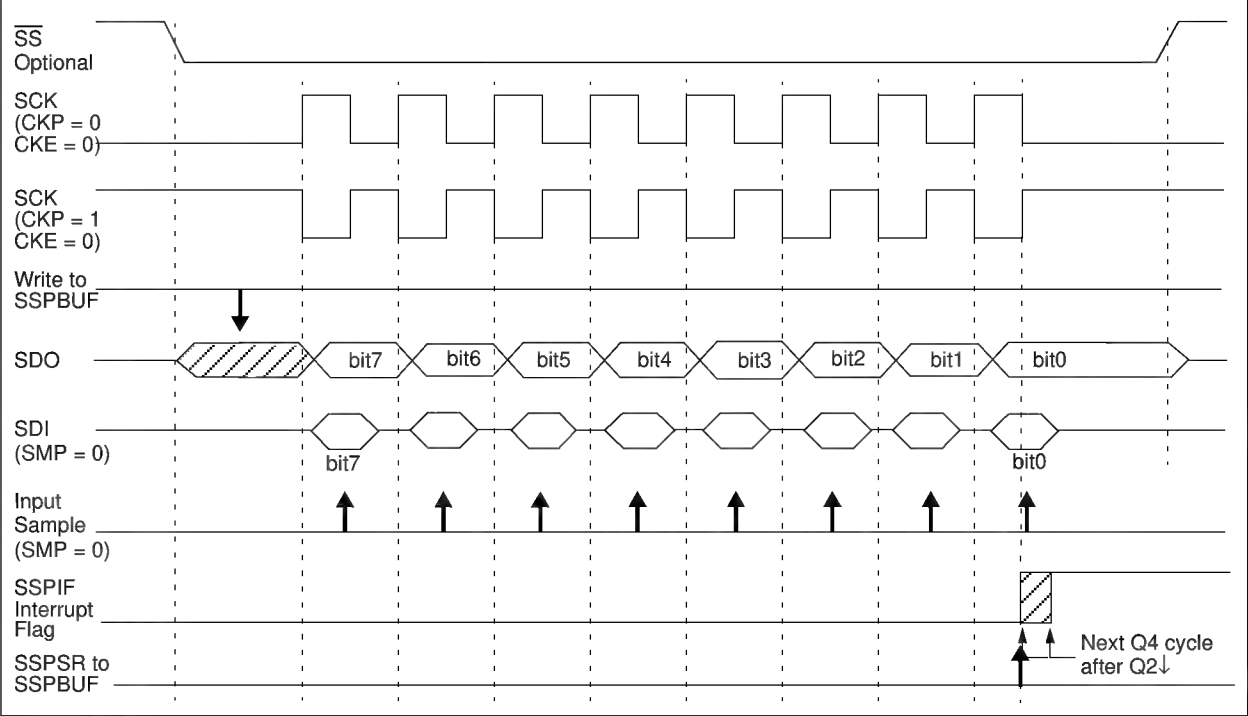 SS
Optional
SCK
(CKP = 0
CKE = 0)
SCK
(CKP = 1
CKE = 0)
Write to
SSPBUF
SDO
bit7 bit6 bit5 bit4 bit3 bit2 bit1 bit0
SDI
(SMP = 0)
bit7 bit0
Input
Sample
(SMP = 0)
SSPIF
Interrupt
Flag
Next Q4 cycle
after Q2↓
SSPSR to
SSPBUF